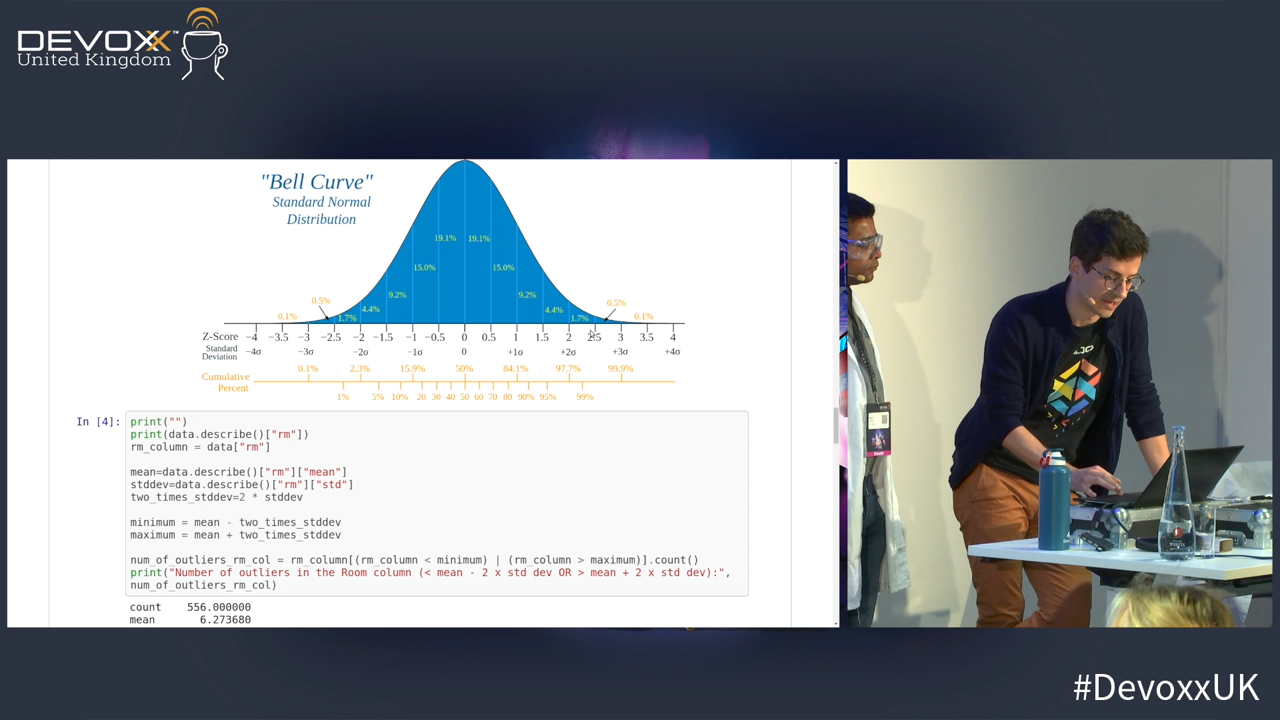 DEVOXX™
United Kingdom
"Bell Curve"
Standard Normal
Distribution
19.1% 19.1%
15.0% 15.0%
9.2% 9.2%
0.5% 0.5%
4.4% 4.4%
0.1% 1.7% 1.7% 0.1%
Z-Score −4 −3.5 −3 −2.5 −2 −1.5 −1 −0.5 0 0.5 1 1.5 2 2.5 3 3.5 4
Standard
Deviation −4σ −3σ −2σ −1σ 0 +1σ +2σ +3σ +4σ
Cumulative
Percent
0.1% 2.3% 15.9% 50% 84.1% 97.7% 99.9%
1% 5% 10% 20 30 40 50 60 70 80 90% 95% 99%
In [4]:
print("")
print(data.describe()["rm"])
rm_column = data["rm"]
mean=data.describe()["rm"]["mean"]
stddev=data.describe()["rm"]["std"]
two_times_stddev=2 * stddev
minimum = mean - two_times_stddev
maximum = mean + two_times_stddev
num_of_outliers_rm_col = rm_column[(rm_column < minimum) | (rm_column > maximum)].count()
print("Number of outliers in the Room column (< mean - 2 x std dev OR > mean + 2 x std dev):",
num_of_outliers_rm_col)
count 556.000000
mean 6.273680
#DevoxxUK